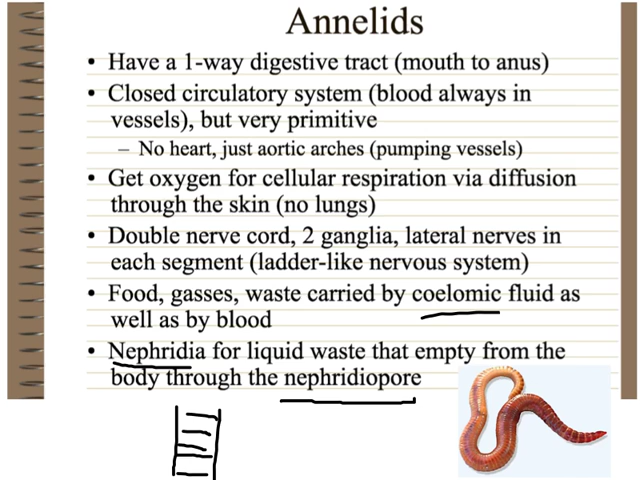 Annelids
• Have a 1-way digestive tract (mouth to anus)
• Closed circulatory system (blood always in
vessels), but very primitive
– No heart, just aortic arches (pumping vessels)
• Get oxygen for cellular respiration via diffusion
through the skin (no lungs)
• Double nerve cord, 2 ganglia, lateral nerves in
each segment (ladder-like nervous system)
• Food, gasses, waste carried by coelomic fluid as
well as by blood
• Nephridia for liquid waste that empty from the
body through the nephridiopore